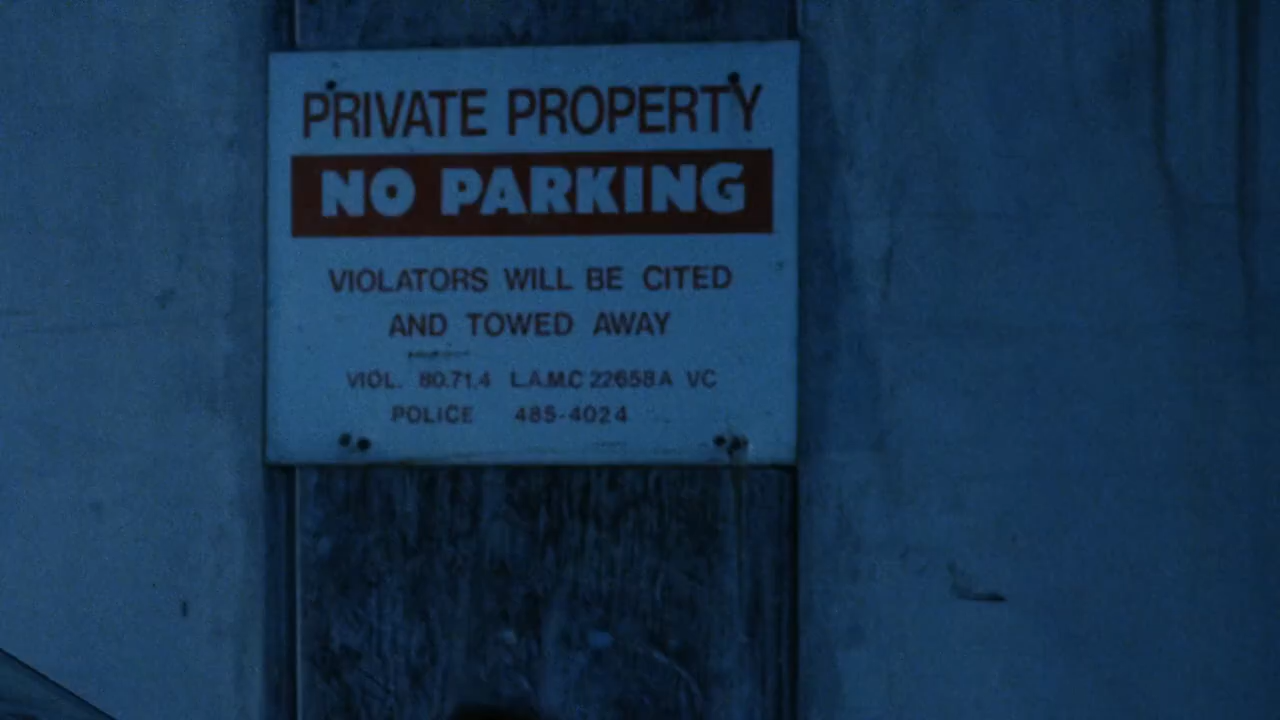 PRIVATE PROPERTY
NO PARKING
VIOLATORS WILL BE CITED
AND TOWED AWAY
VIOL. 80.71.4 L.A.M.C 22658A VC
POLICE 485-4024